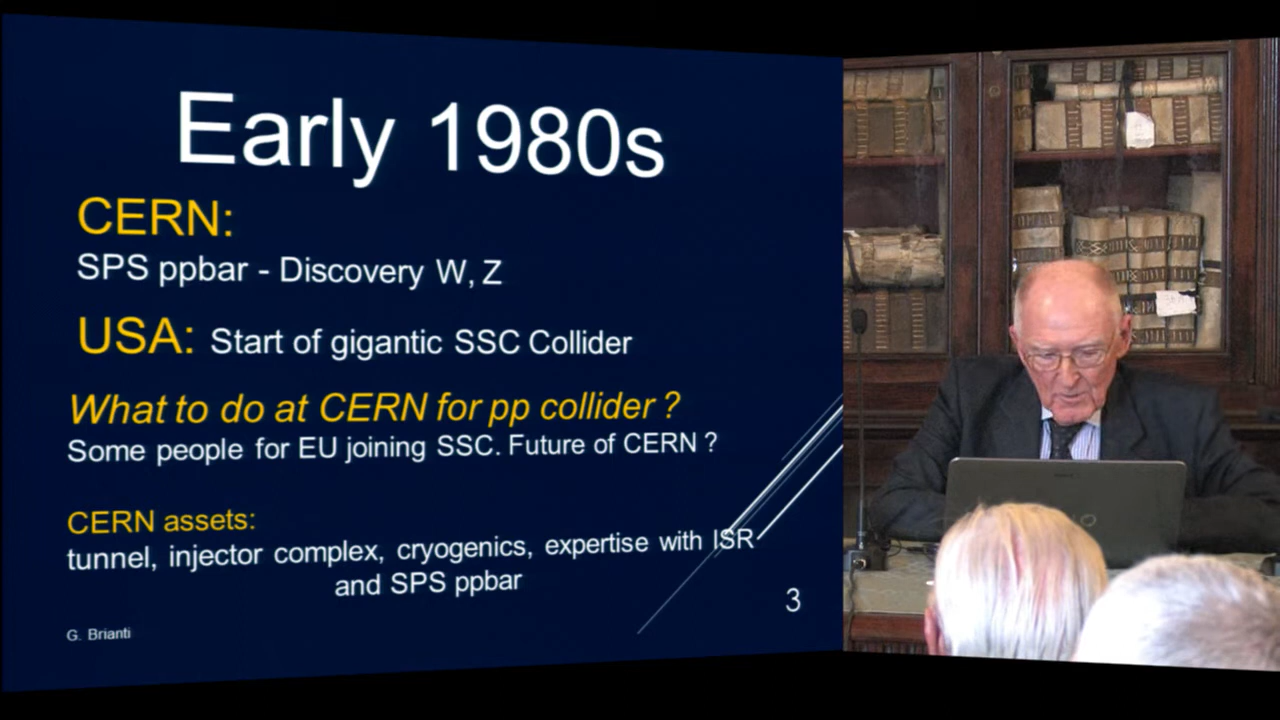 Early 1980s
CERN:
SPS ppbar - Discovery W, Z
USA: Start of gigantic SSC Collider
What to do at CERN for pp collider ?
Some people for EU joining SSC. Future of CERN ?
CERN assets:
tunnel, injector complex, cryogenics, expertise with ISR
and SPS ppbar
3
G. Brianti